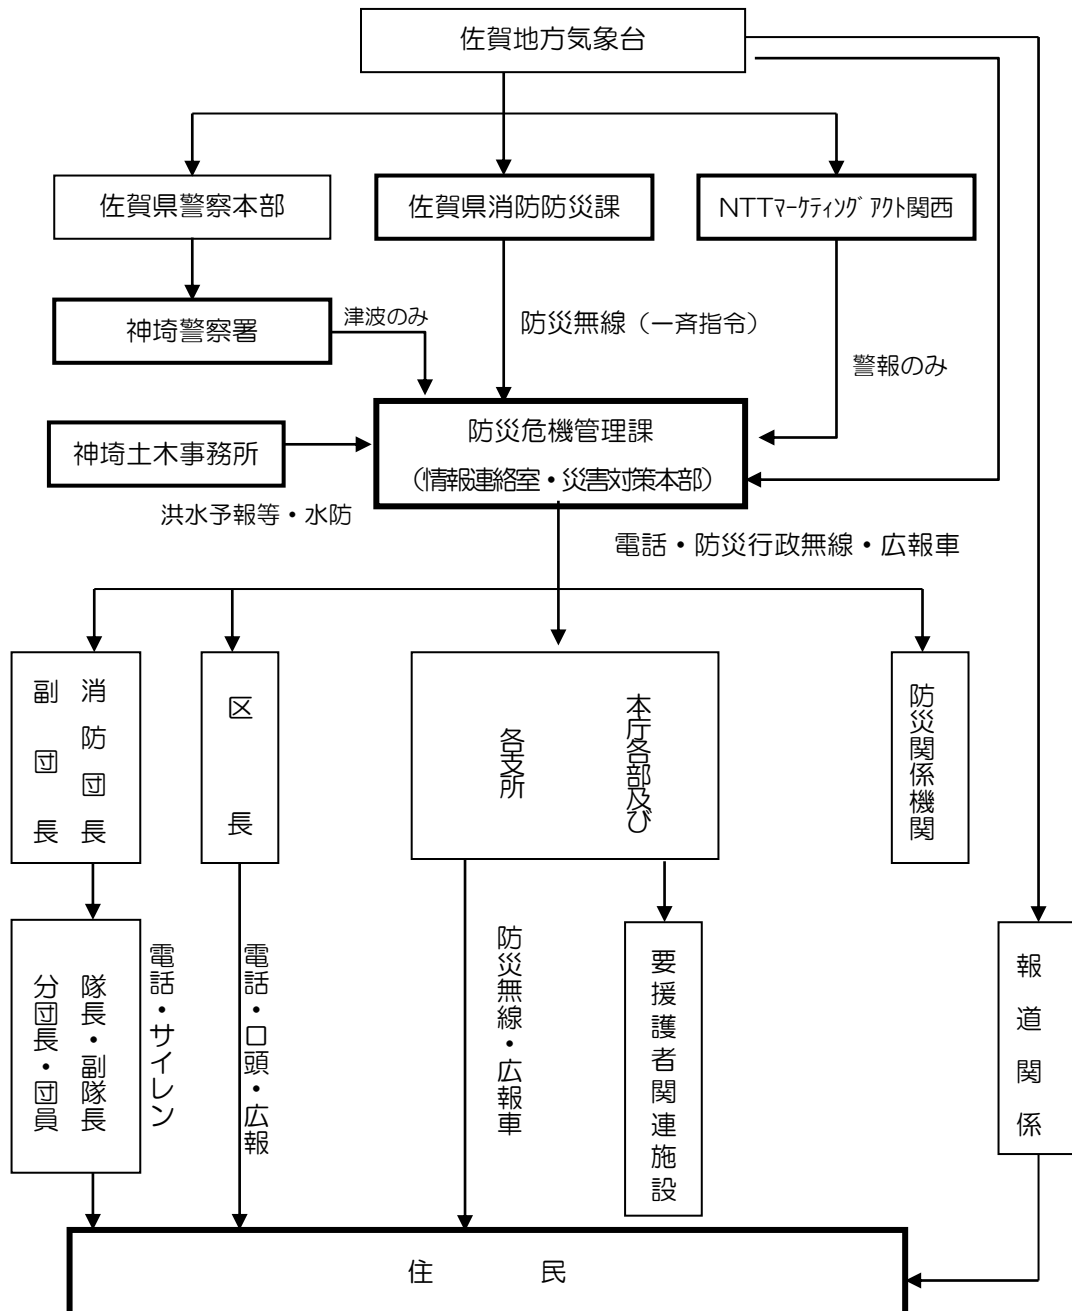 佐賀地方気象台
佐賀県警察本部
佐賀県消防防災課
NTTマーケティングアクト関西
神埼警察署
津波のみ
防災無線(一斉指令)
警報のみ
神埼土木事務所
防災危機管理課
(情報連絡室・災害対策本部)
洪水予報等・水防
電話・防災行政無線・広報車
消防団長
副団長
区長
本庁各部及び
各支所
防災関係機関
隊長・副隊長
分団長・団員
電話・サイレン
電話・口頭・広報
防災無線・広報車
要援護者関連施設
報道関係
住民